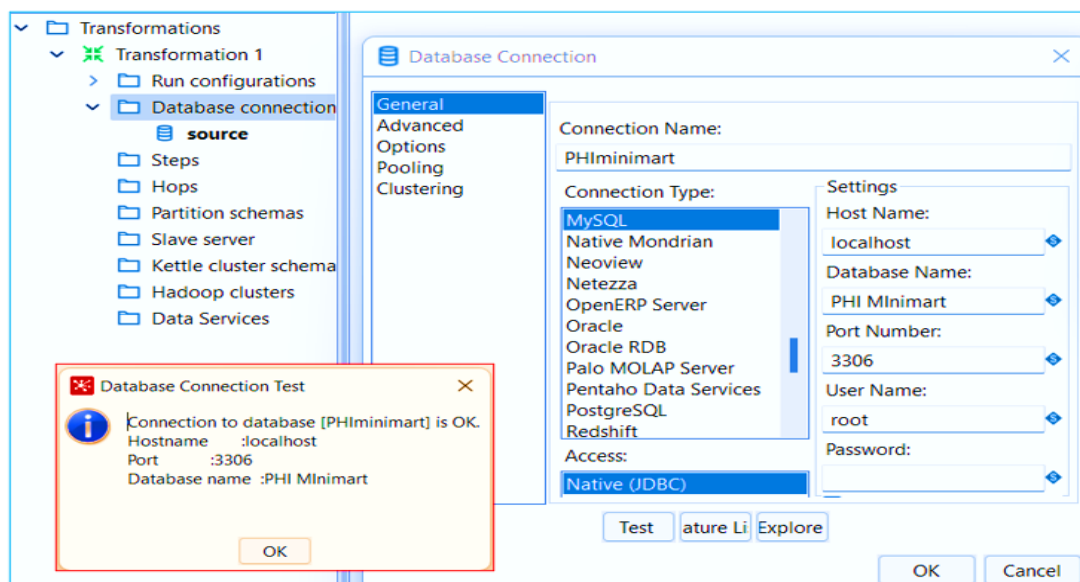 Transformations
Transformation 1
Run configurations
Database connection
source
Steps
Hops
Partition schemas
Slave server
Kettle cluster schema
Hadoop clusters
Data Services
Database Connection
General
Advanced
Options
Pooling
Clustering
Connection Name:
PHIminimart
Connection Type:
MySQL
Native Mondrian
Neoview
Netezza
OpenERP Server
Oracle
Oracle RDB
Palo MOLAP Server
Pentaho Data Services
PostgreSQL
Redshift
Access:
Native (JDBC)
Settings
Host Name:
localhost
Database Name:
PHI MInimart
Port Number:
3306
User Name:
root
Password:
Test ature Li Explore
OK Cancel
Database Connection Test
Connection to database [PHIminimart] is OK.
Hostname :localhost
Port :3306
Database name :PHI MInimart
OK